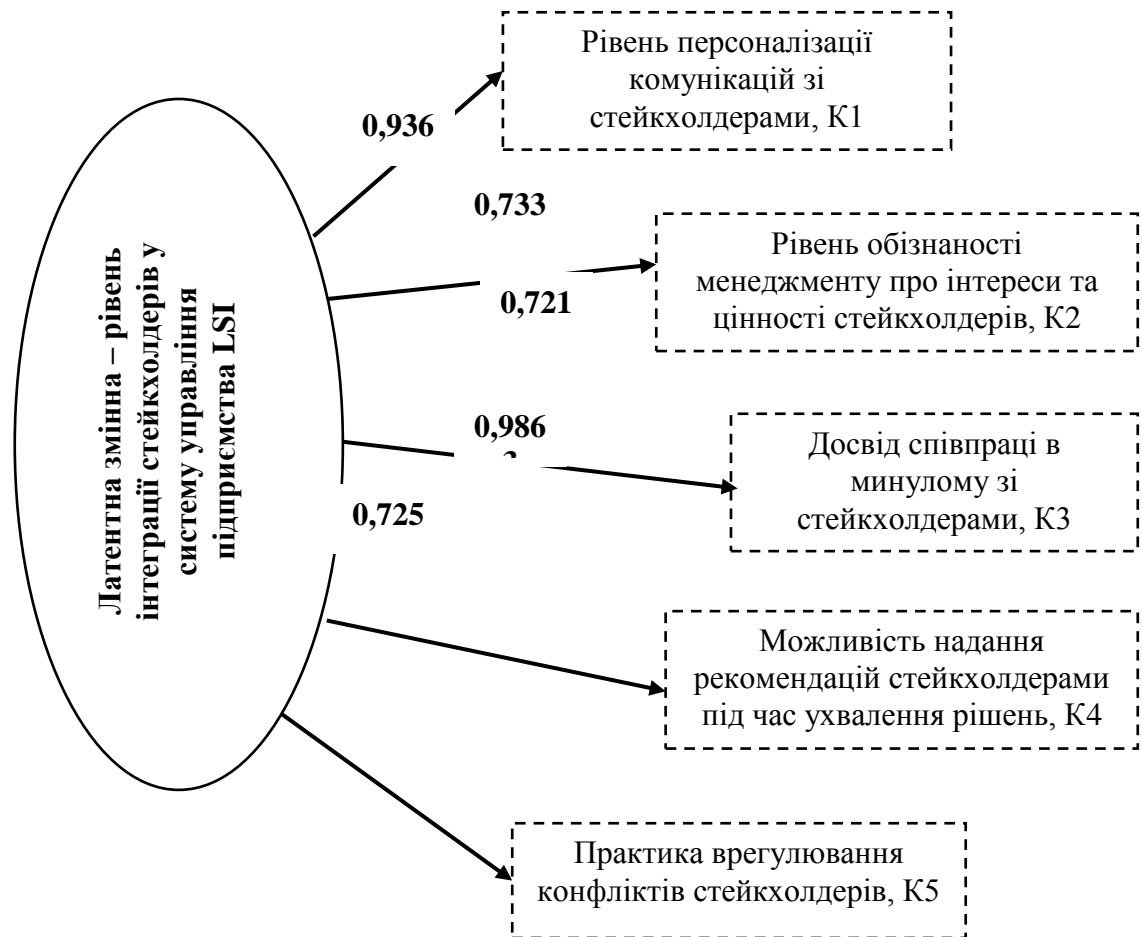 Рівень персоналізації
комунікацій зі
стейкхолдерами, К1
0,936
0,733
Рівень обізнаності
менеджменту про інтереси та
цінності стейкхолдерів, К2
0,721
Латентна змінна – рівень
інтеграції стейкхолдерів у
систему управління
підприємства LSI
0,986
Досвід співпраці в
минулому зі
стейкхолдерами, К3
0,725
Можливість надання
рекомендацій стейкхолдерами
під час ухвалення рішень, К4
Практика врегулювання
конфліктів стейкхолдерів, К5